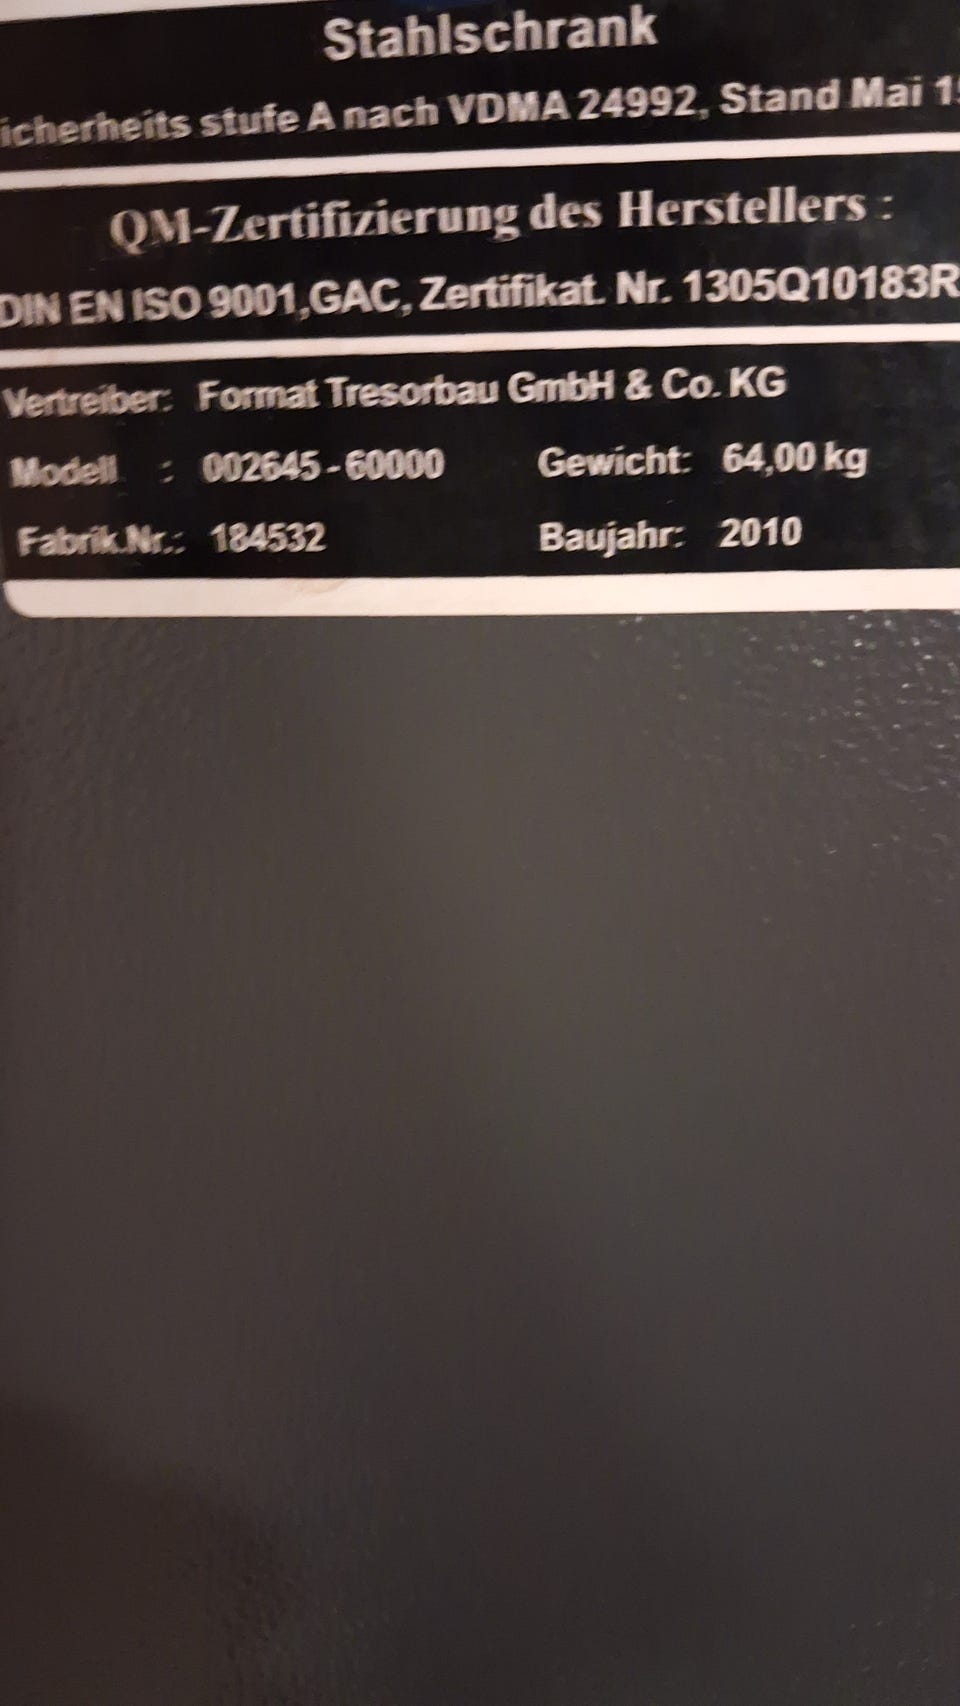 Stahlschrank
icherheits stufe A nach VDMA 24992, Stand Mai 1
QM-Zertifizierung des Herstellers :
DIN EN ISO 9001,GAC, Zertifikat. Nr. 1305Q10183R
Vertreiber: Format Tresorbau GmbH & Co. KG
Modell : 002645-60000 Gewicht: 64,00 kg
Fabrik.Nr.: 184532 Baujahr: 2010